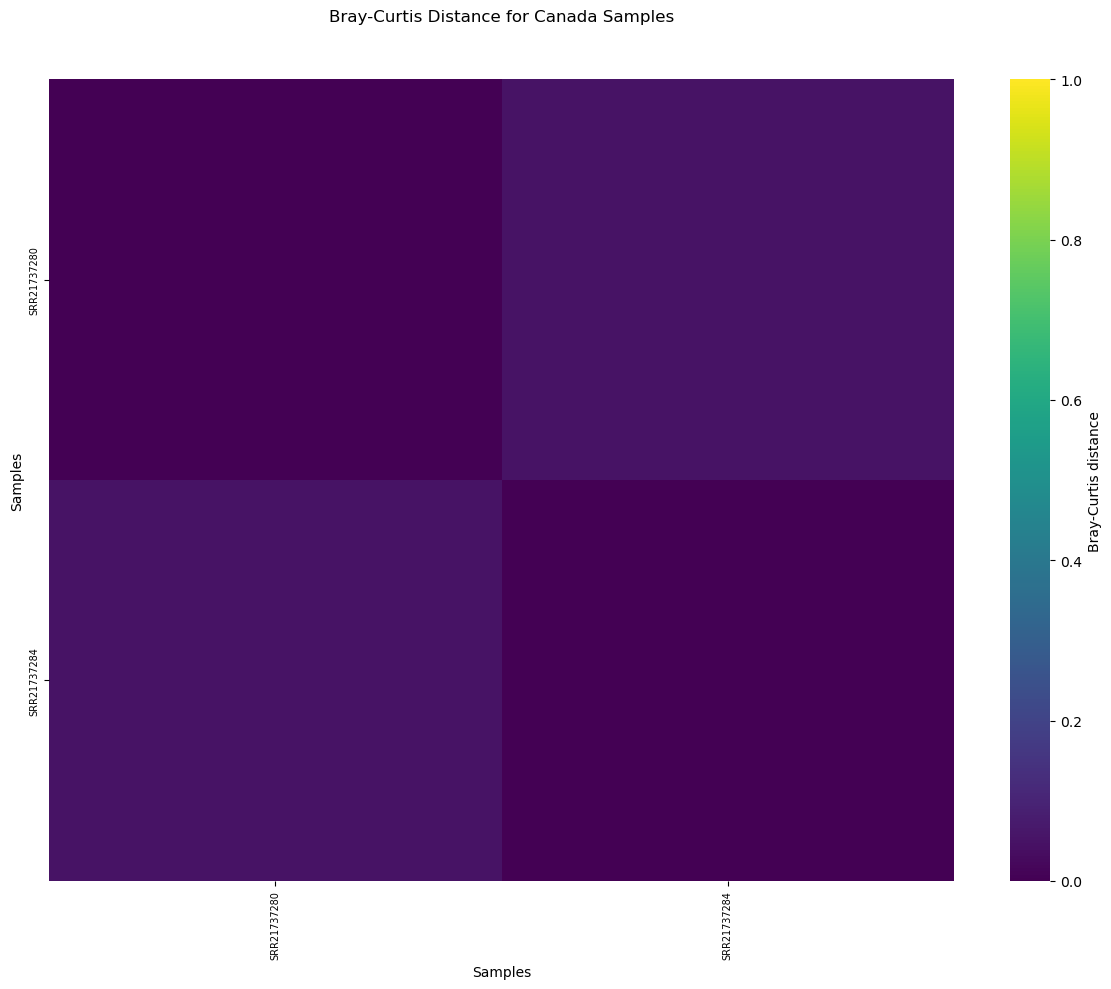 Bray-Curtis Distance for Canada Samples
Samples
SRR21737280
SRR21737284
SRR21737280
SRR21737284
Samples
1.0
0.8
0.6
0.4
0.2
0.0
Bray-Curtis distance